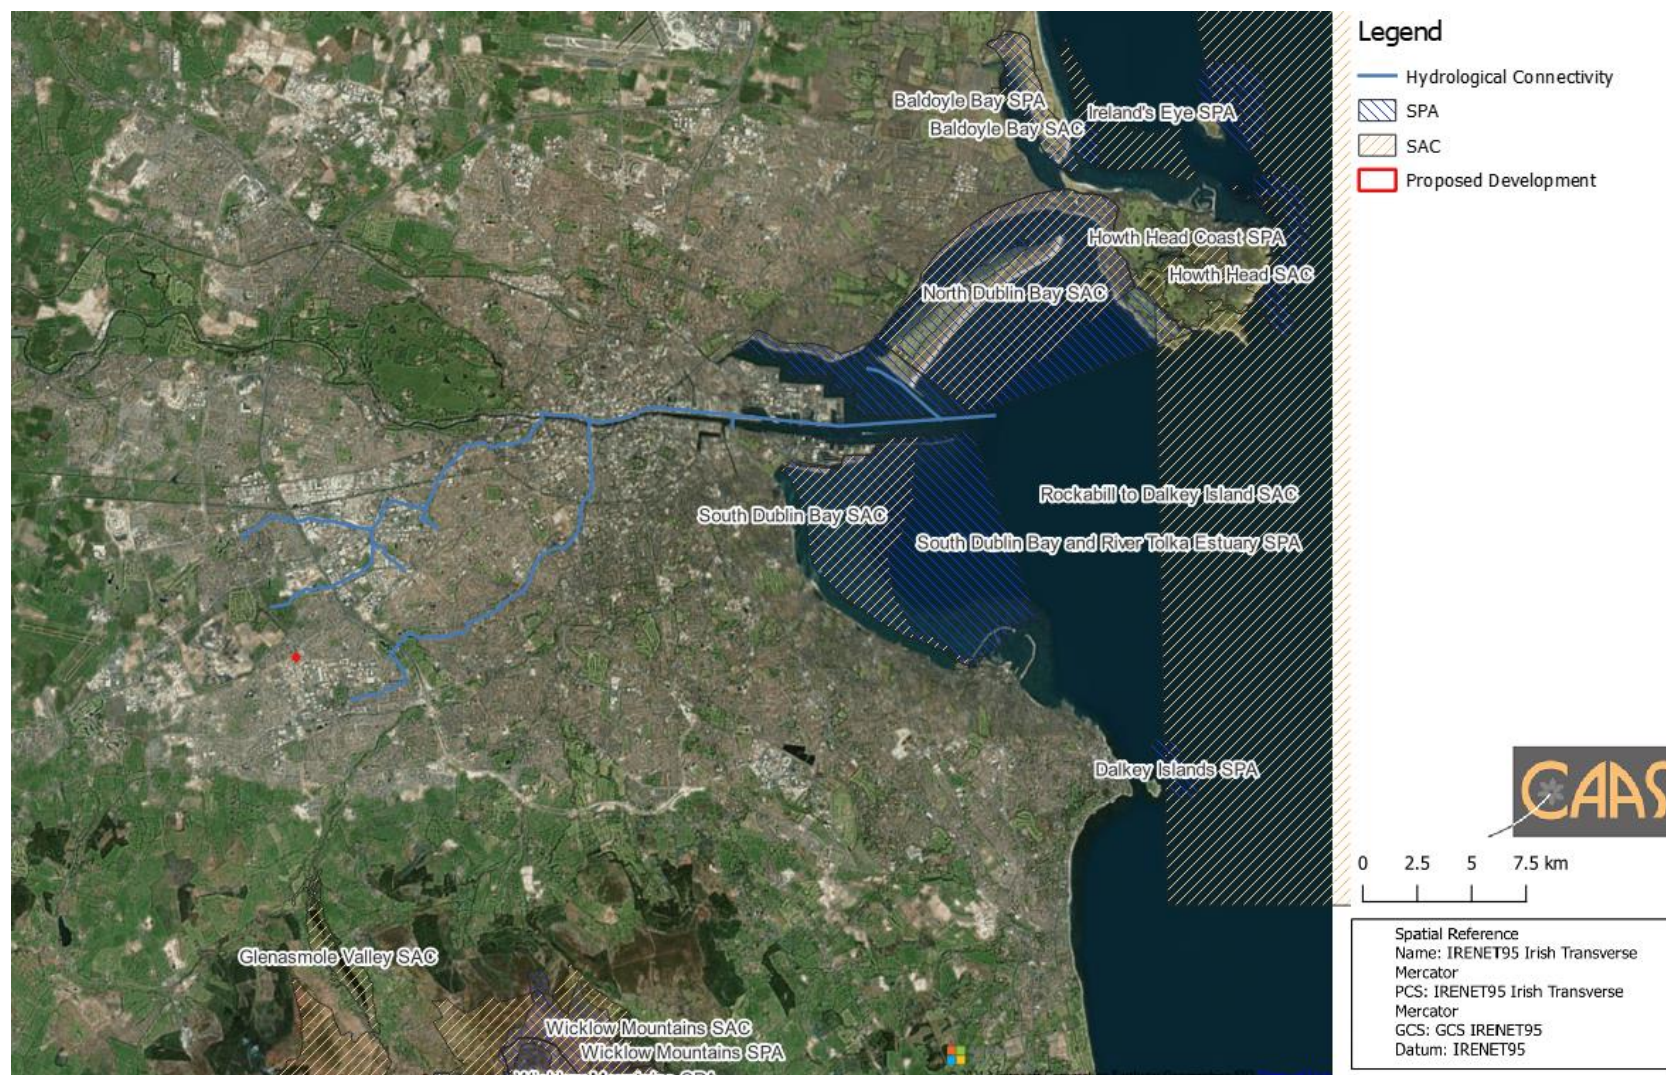 Baldoyle Bay SPA
Ireland's Eye SPA
Baldoyle Bay SAC
Howth Head Coast SPA
Howth Head SAC
North Dublin Bay SAC
Rockabill to Dalkey Island SAC
South Dublin Bay SAC
South Dublin Bay and River Tolka Estuary SPA
Dalkey Islands SPA
Glenasmole Valley SAC
Wicklow Mountains SAC
Wicklow Mountains SPA
Legend
Hydrological Connectivity
SPA
SAC
Proposed Development
CAAS
0 2.5 5 7.5 km
Spatial Reference
Name: IRENET95 Irish Transverse
Mercator
PCS: IRENET95 Irish Transverse
Mercator
GCS: GCS IRENET95
Datum: IRENET95